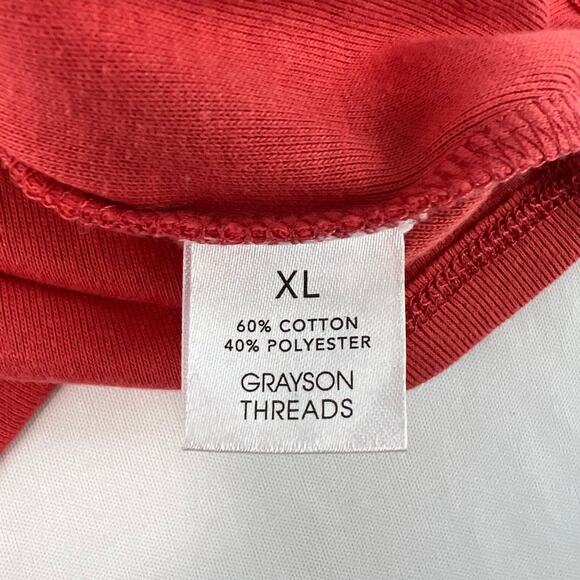 XL
60% COTTON
40% POLYESTER
GRAYSON
THREADS